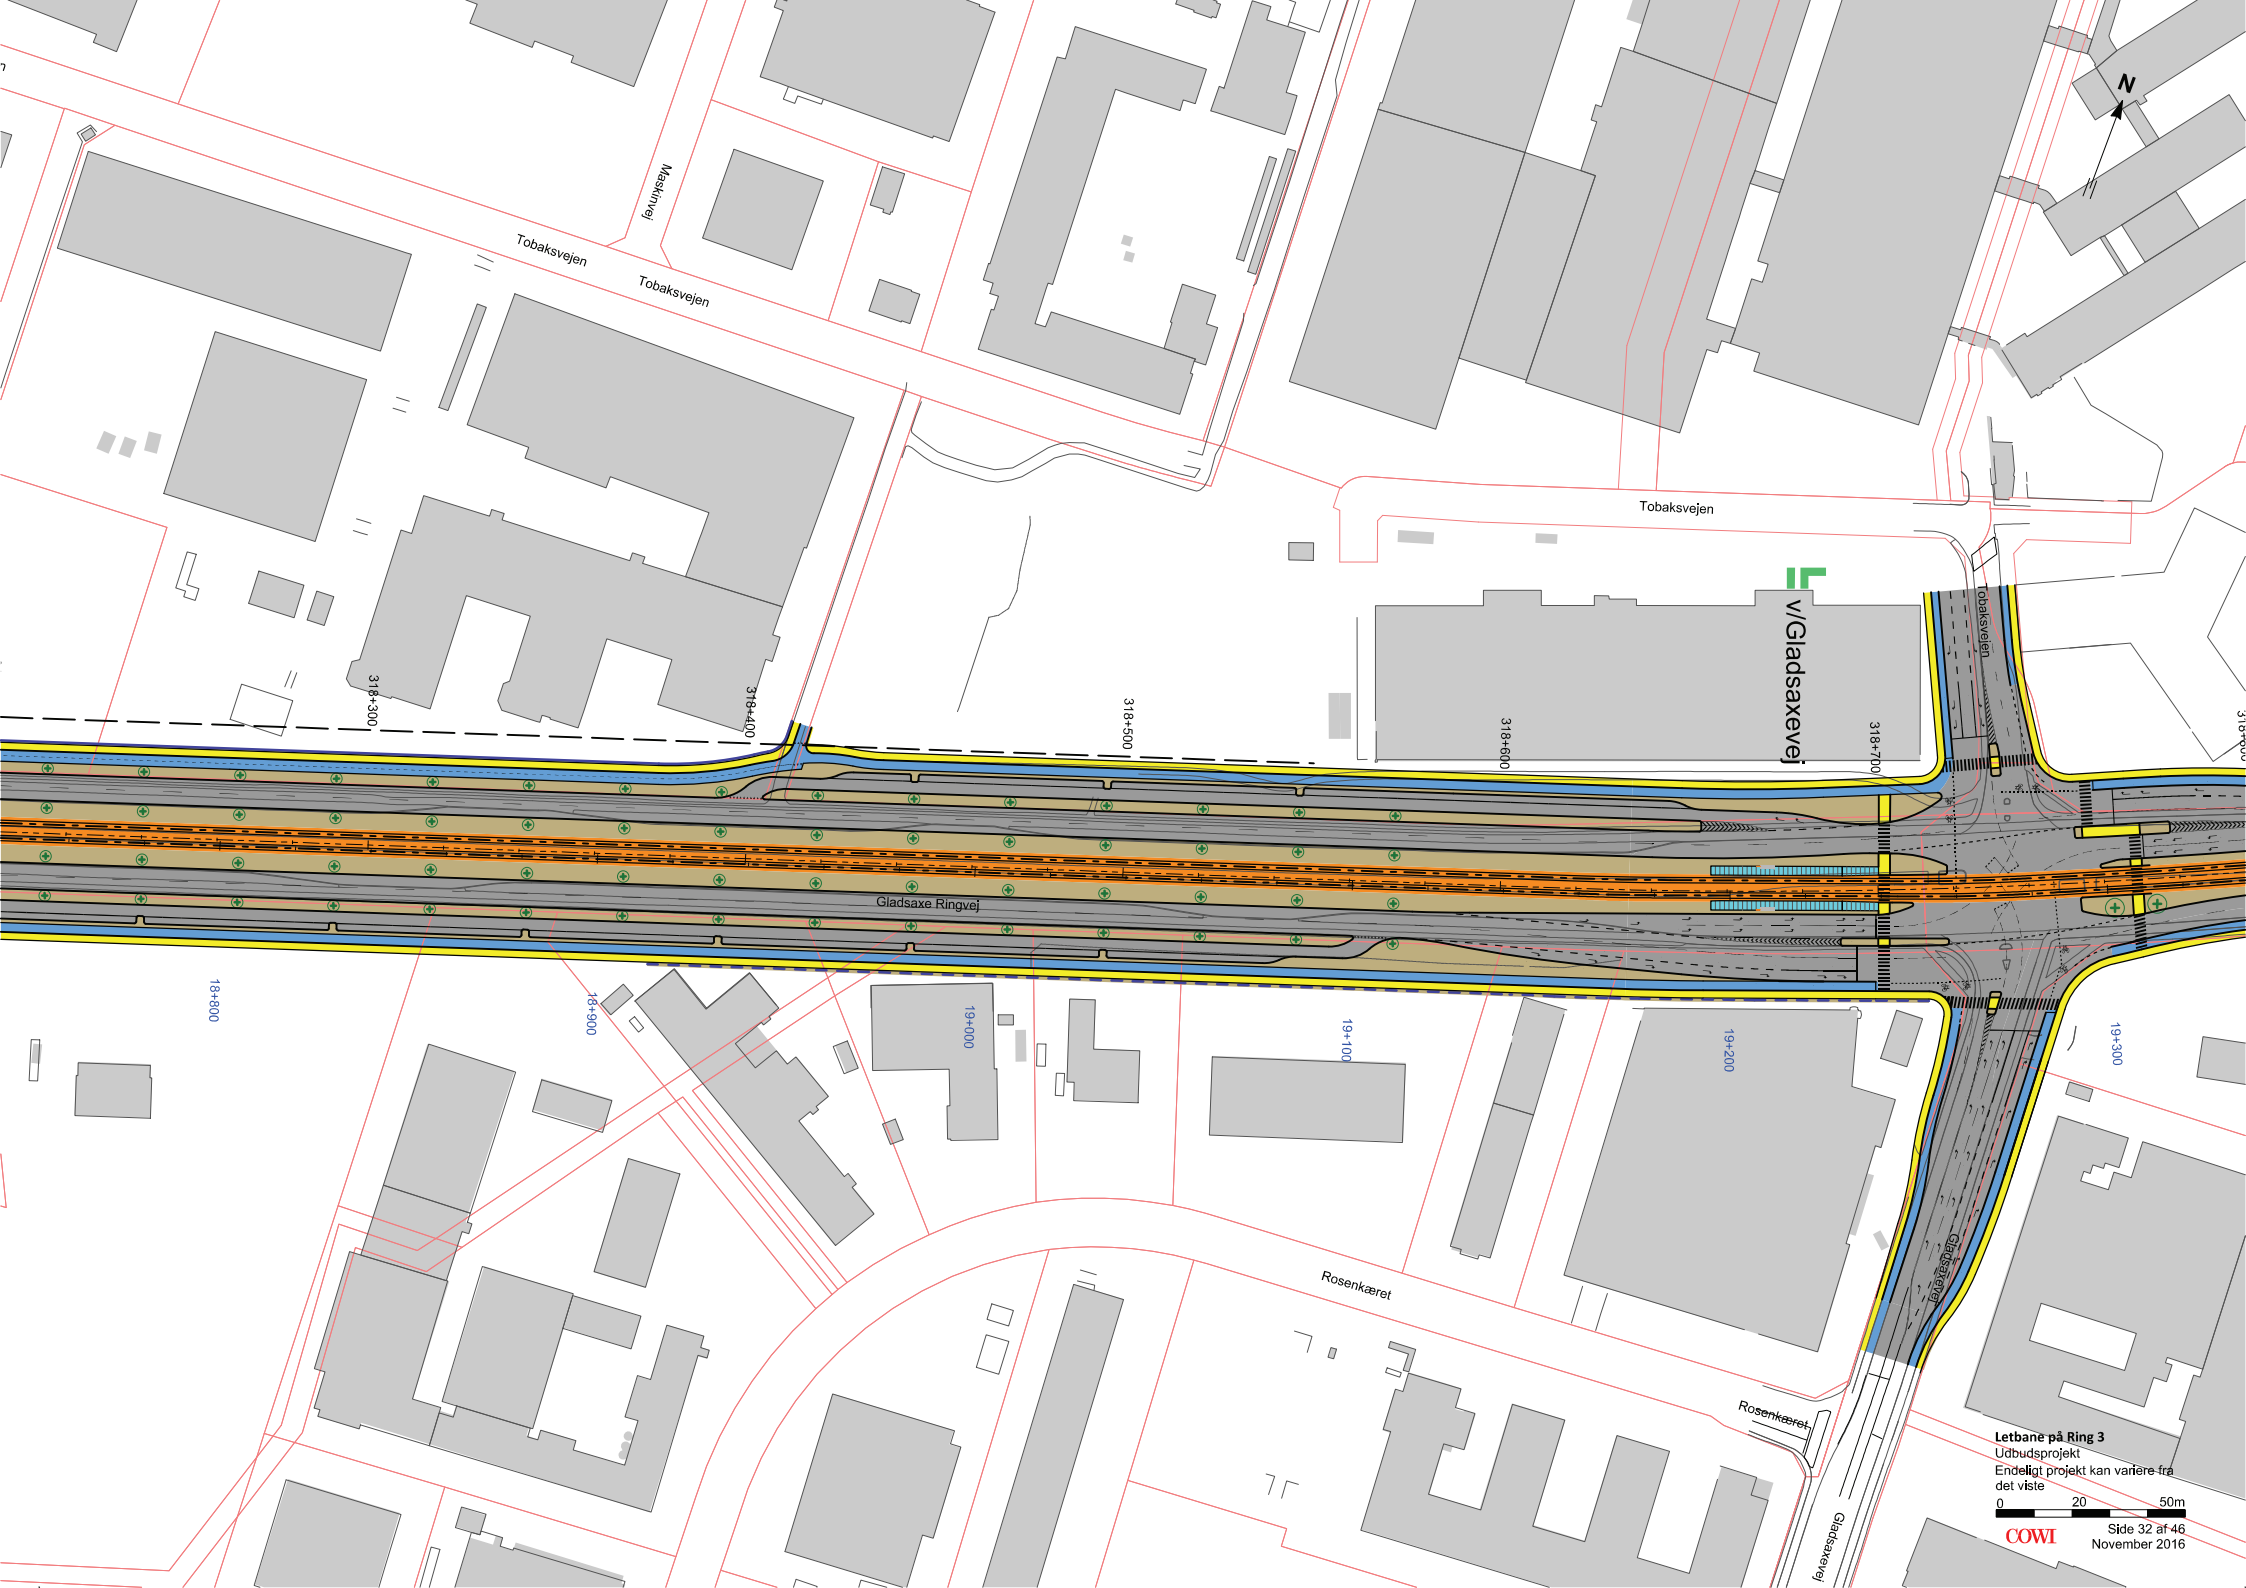 N
Maskinvej
Tobaksvejen
Tobaksvejen
Tobaksvejen
Tobaksvejen
v/Gladsaxevej
318+300
318+400
318+500
318+600
318+700
Gladsaxe Ringvej
18+800
18+900
19+000
19+100
19+200
19+300
Gladsaxevej
Rosenkæret
Rosenkæret
Gladsaxevej
Letbane på Ring 3
Udbudsprojekt
Endeligt projekt kan variere fra
det viste
0 20 50m
COWI
Side 32 af 46
November 2016